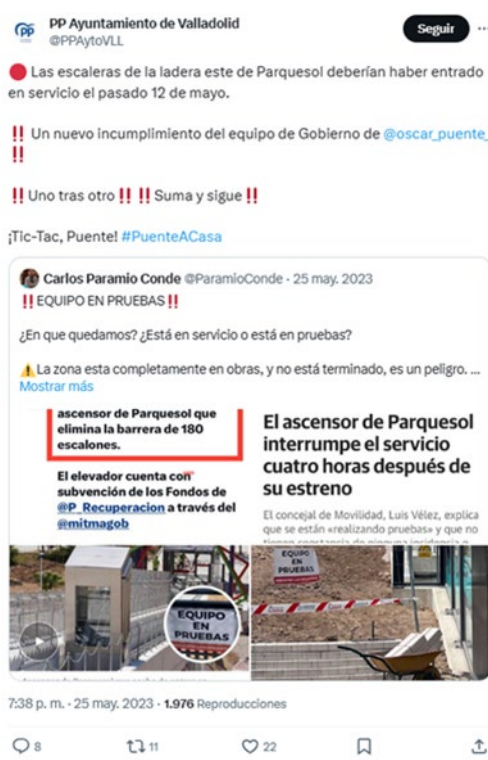 PP Ayuntamiento de Valladolid
@PPAytoVLL
Seguir
🔴 Las escaleras de la ladera este de Parquesol deberían haber entrado
en servicio el pasado 12 de mayo.
‼️ Un nuevo incumplimiento del equipo de Gobierno de @oscar_puente_
‼️
‼️ Uno tras otro ‼️ ‼️ Suma y sigue ‼️
¡Tic-Tac, Puente! #PuenteACasa
Carlos Paramio Conde @ParamioConde · 25 may. 2023
‼️ EQUIPO EN PRUEBAS ‼️
¿En que quedamos? ¿Está en servicio o está en pruebas?
⚠️ La zona esta completamente en obras, y no está terminado, es un peligro. ...
Mostrar más
ascensor de Parquesol que
elimina la barrera de 180
escalones.
El elevador cuenta con
subvención de los Fondos de
@P_Recuperacion a través del
@mitmagob
El ascensor de Parquesol
interrumpe el servicio
cuatro horas después de
su estreno
El concejal de Movilidad, Luis Vélez, explica
que se están «realizando pruebas» y que no
EQUIPO
EN
PRUEBAS
EQUIPO
EN
PRUEBAS
7:38 p. m. · 25 may. 2023 · 1.976 Reproducciones
8
11
22